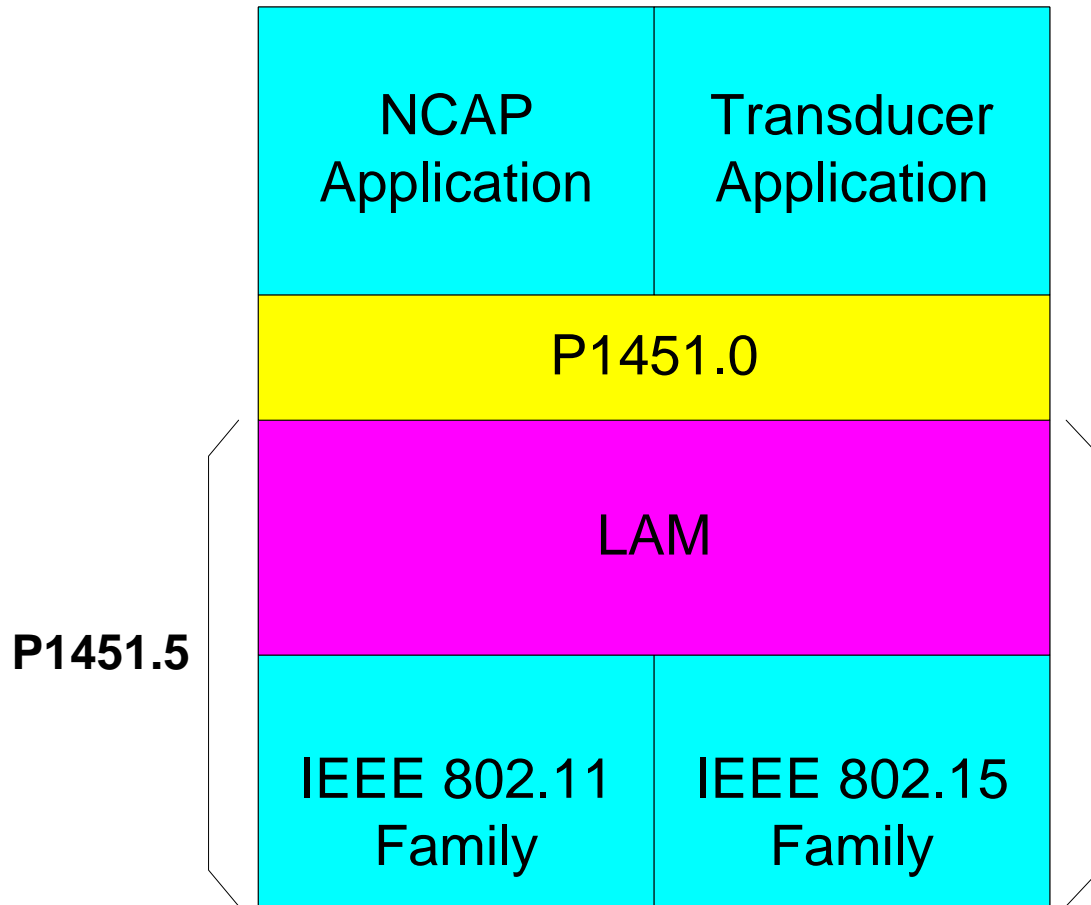 NCAP
Application
Transducer
Application
P1451.0
LAM
P1451.5
IEEE 802.11
Family
IEEE 802.15
Family